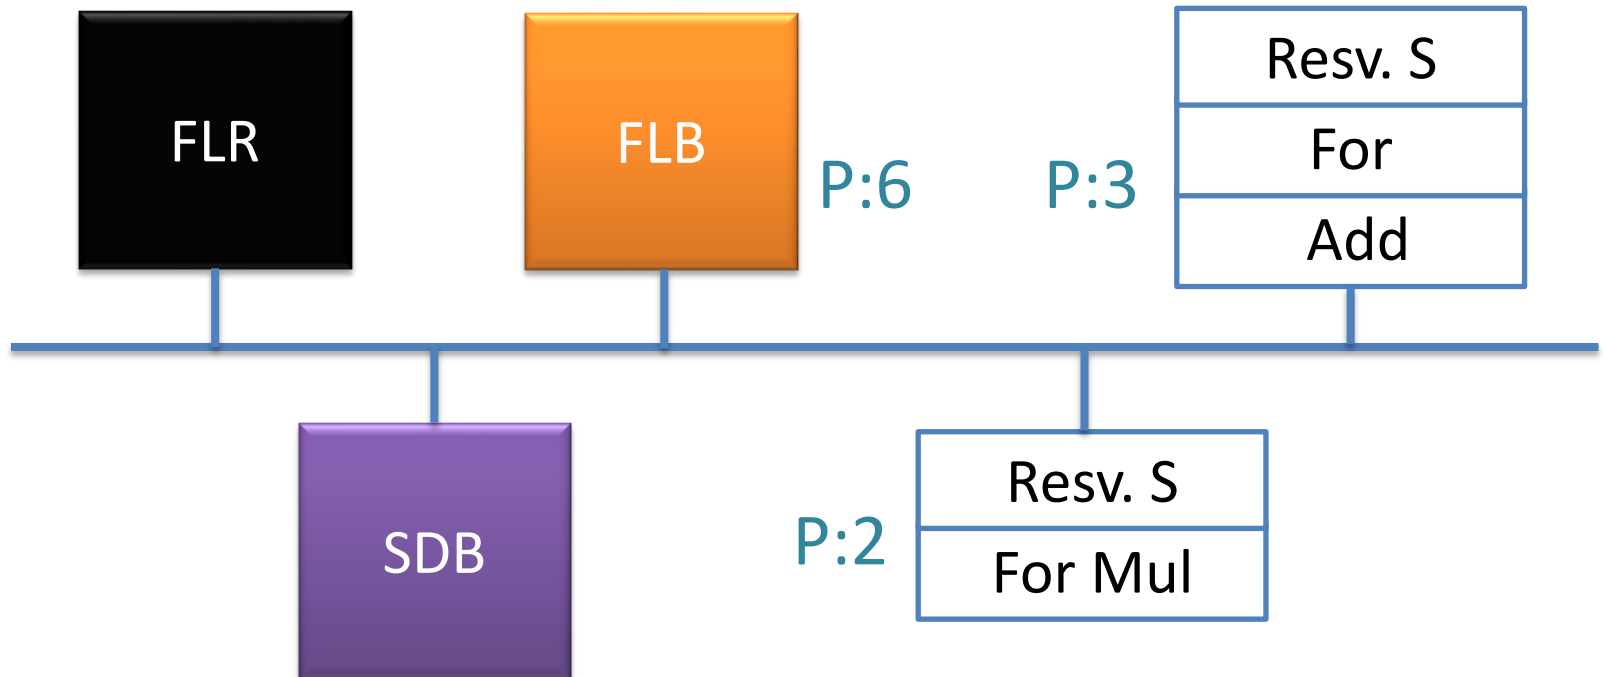 FLR
FLB
P:6
P:3
Resv. S
For
Add
SDB
P:2
Resv. S
For Mul